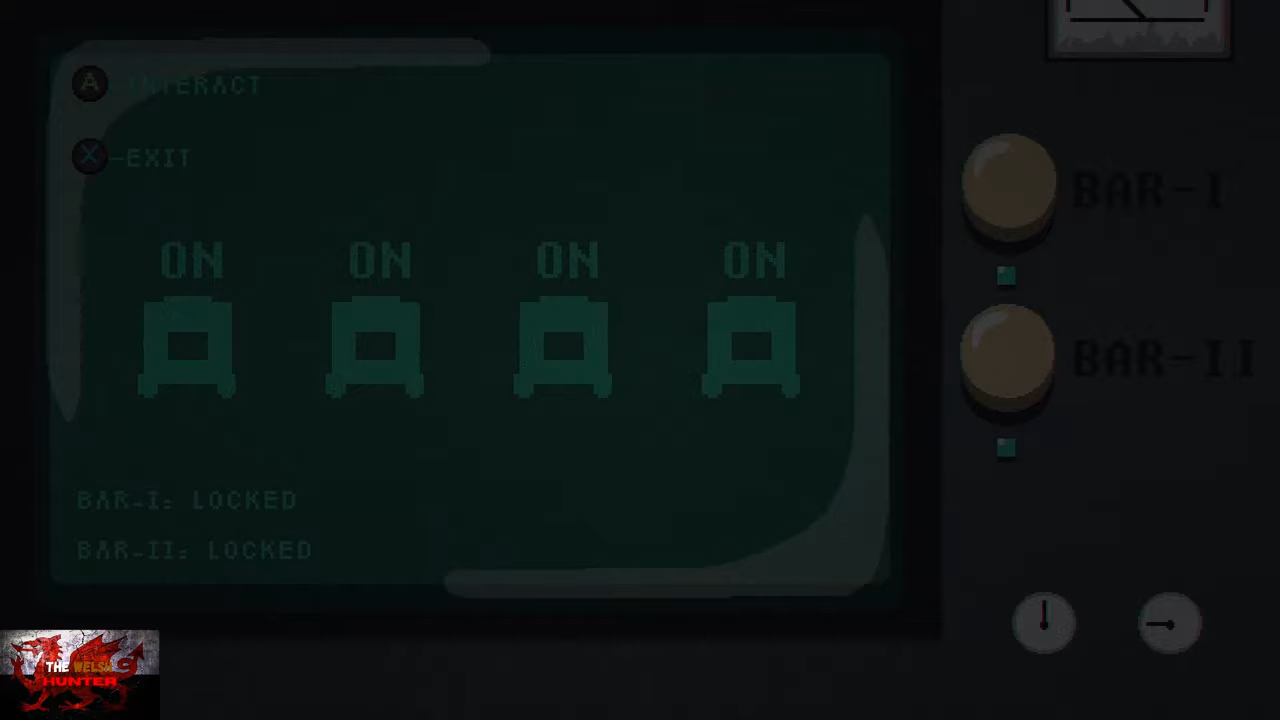 A -INTERACT
X -EXIT
ON ON ON ON
BAR-I: LOCKED
BAR-II: LOCKED
BAR-I
BAR-II
THE WELSH
HUNTER